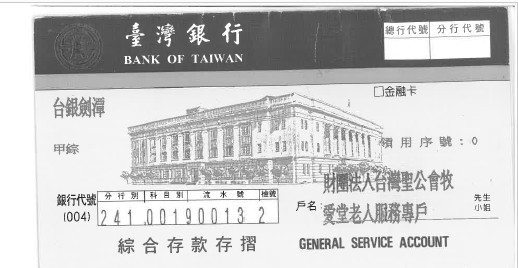 臺灣銀行
BANK OF TAIWAN
總行代號 分行代號
台銀劍潭
金融卡
甲綜
領用序號：0
財團法人台灣聖公會牧
戶名：愛堂老人服務專戶 先生 小姐
銀行代號 (004)
分行別 科目別 流水號 檢號
241 001 90013 2
綜合存款存摺 GENERAL SERVICE ACCOUNT